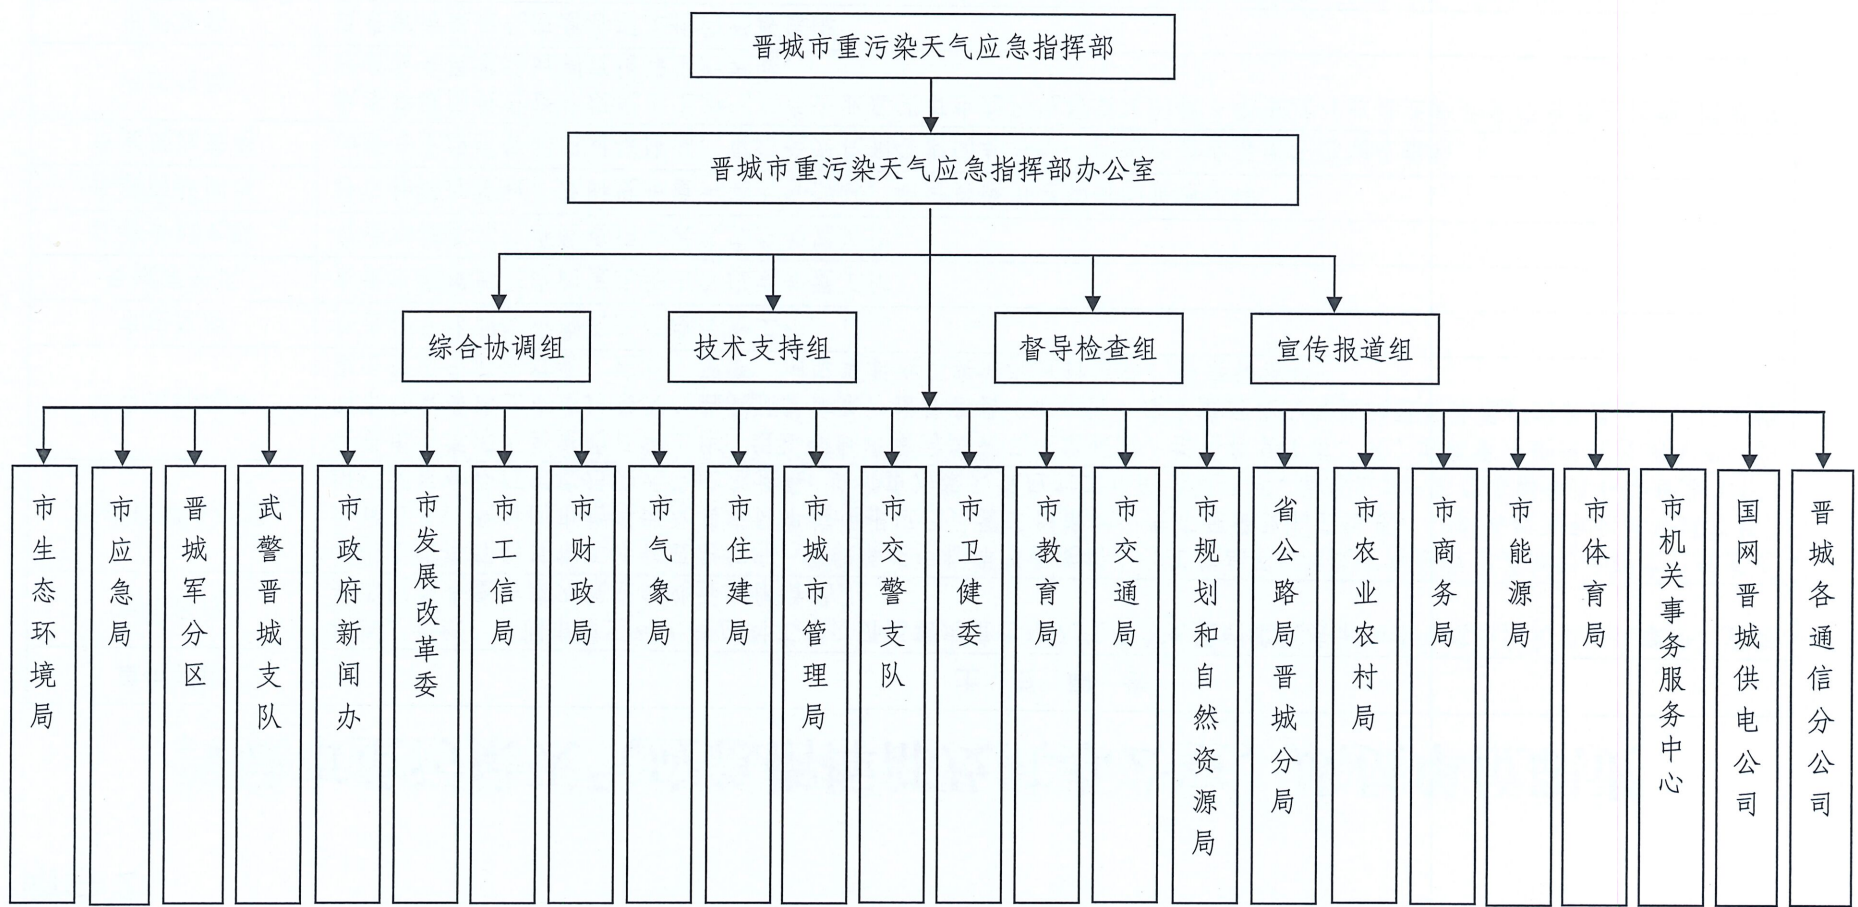 晋城市重污染天气应急指挥部
晋城市重污染天气应急指挥部办公室
综合协调组
技术支持组
督导检查组
宣传报道组
市生态环境局
市应急局
晋城军分区
武警晋城支队
市政府新闻办
市发展改革委
市工信局
市财政局
市气象局
市住建局
市城市管理局
市交警支队
市卫健委
市教育局
市交通局
市规划和自然资源局
省公路局晋城分局
市农业农村局
市商务局
市能源局
市体育局
市机关事务服务中心
国网晋城供电公司
晋城各通信分公司